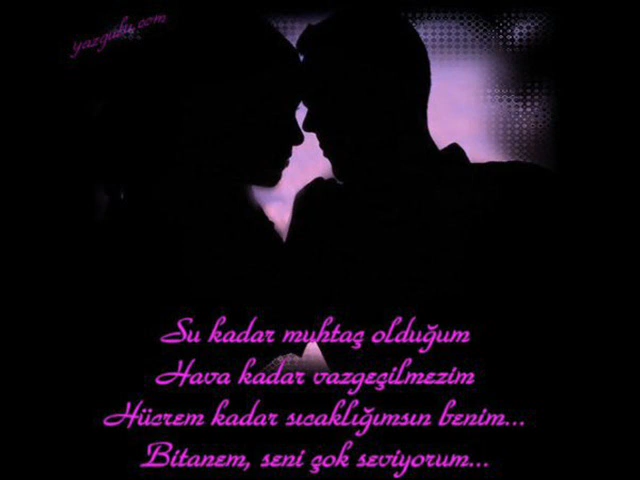 yazgulu.com
Su kadar muhtaç olduğum
Hava kadar vazgeçilmezim
Hücrem kadar sıcaklığımsın benim...
Bitanem, seni çok seviyorum...